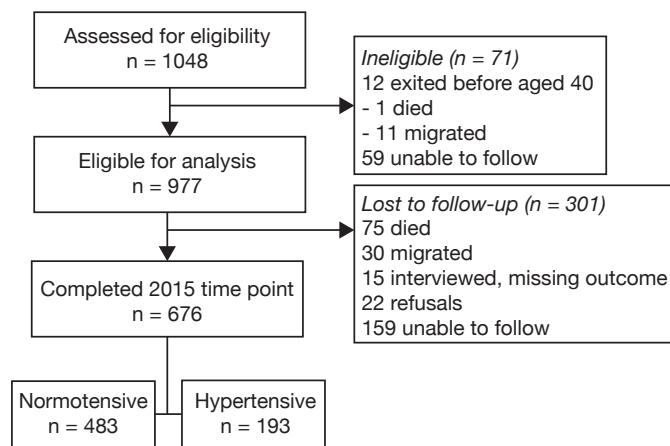 Assessed for eligibility
n = 1048
Ineligible (n = 71)
12 exited before aged 40
- 1 died
- 11 migrated
59 unable to follow
Eligible for analysis
n = 977
Lost to follow-up (n = 301)
75 died
30 migrated
15 interviewed, missing outcome
22 refusals
159 unable to follow
Completed 2015 time point
n = 676
Normotensive
n = 483
Hypertensive
n = 193